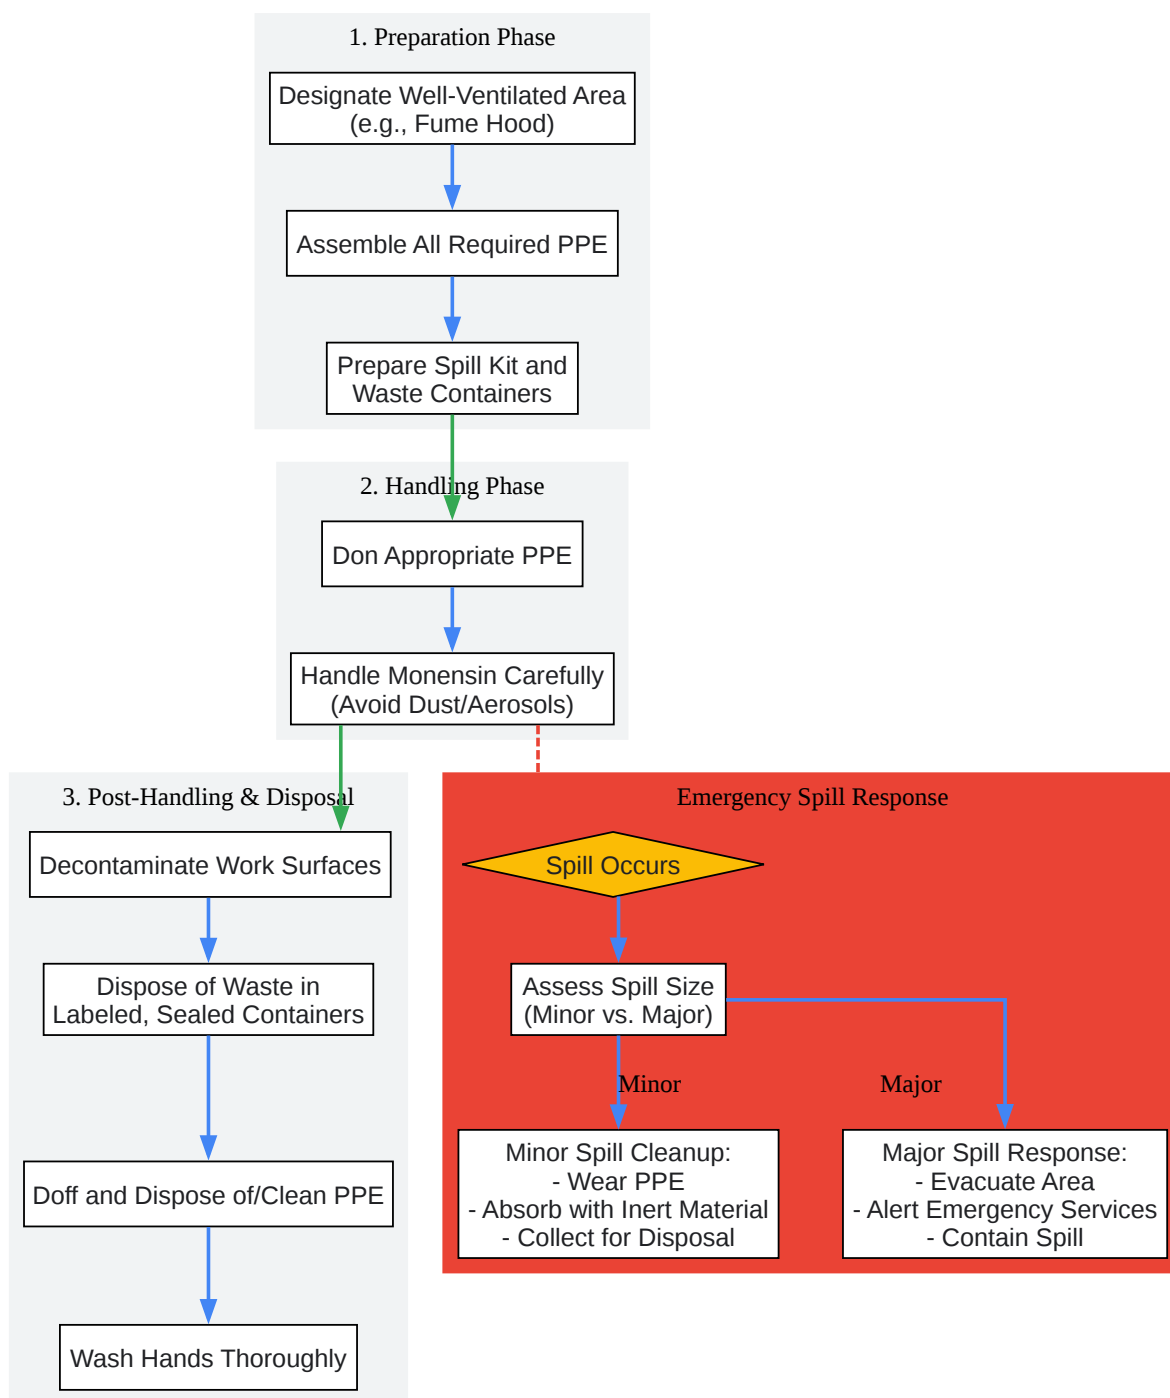 1. Preparation Phase
Designate Well-Ventilated Area
(e.g., Fume Hood)
Assemble All Required PPE
Prepare Spill Kit and
Waste Containers
2. Handling Phase
Don Appropriate PPE
Handle Monensin Carefully
(Avoid Dust/Aerosols)
3. Post-Handling & Disposal
Decontaminate Work Surfaces
Dispose of Waste in
Labeled, Sealed Containers
Doff and Dispose of/Clean PPE
Wash Hands Thoroughly
Emergency Spill Response
Spill Occurs
Assess Spill Size
(Minor vs. Major)
Minor
Major
Minor Spill Cleanup:
- Wear PPE
- Absorb with Inert Material
- Collect for Disposal
Major Spill Response:
- Evacuate Area
- Alert Emergency Services
- Contain Spill